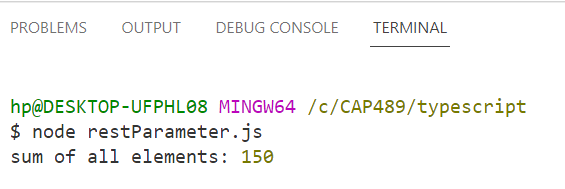 PROBLEMS OUTPUT DEBUG CONSOLE TERMINAL
hp@DESKTOP-UFPHL08 MINGW64 /c/CAP489/typescript
$ node restParameter.js
sum of all elements: 150